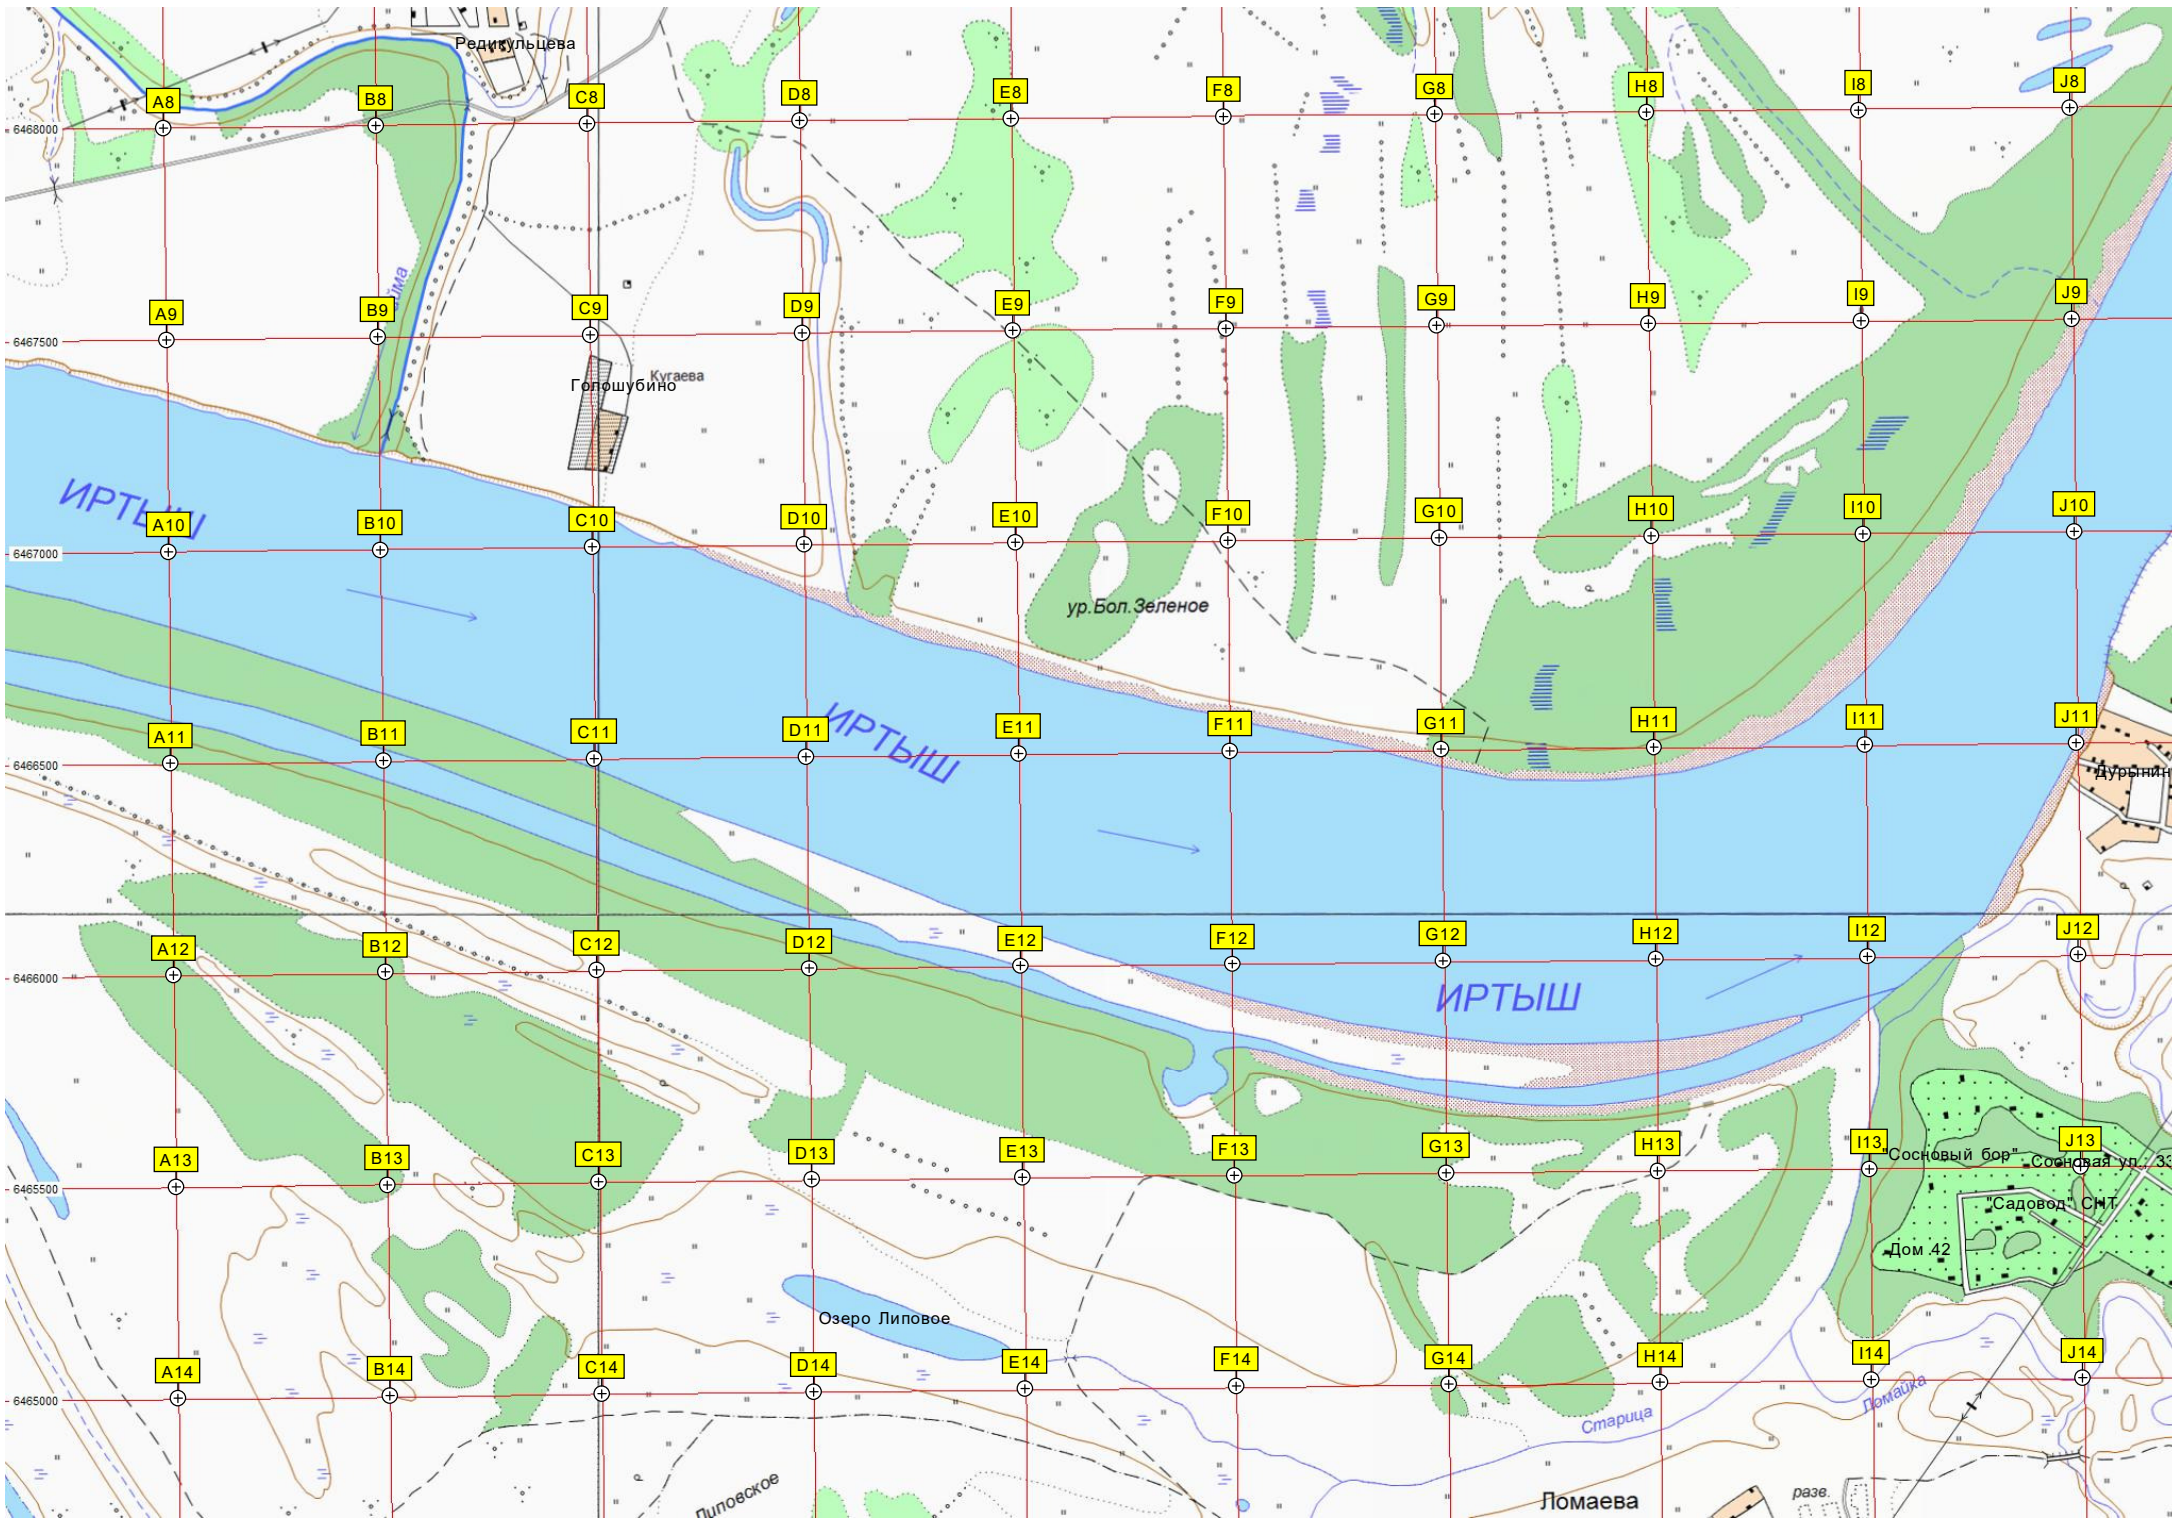 Редикульцева
A8 B8 C8 D8 E8 F8 G8 H8 I8 J8
6468000
A9 B9 C9 D9 E9 F9 G9 H9 I9 J9
6467500
Кугаева
Голошубино
ИРТЫШ
A10 B10 C10 D10 E10 F10 G10 H10 I10 J10
6467000
ур.Бол.Зеленое
ИРТЫШ
A11 B11 C11 D11 E11 F11 G11 H11 I11 J11
6466500
Дурынин
A12 B12 C12 D12 E12 F12 G12 H12 I12 J12
6466000
ИРТЫШ
A13 B13 C13 D13 E13 F13 G13 H13 I13 J13
"Сосновый бор"
Сосновая ул., 33
6465500
"Садовод" СНТ
Дом 42
Озеро Липовое
A14 B14 C14 D14 E14 F14 G14 H14 I14 J14
6465000
Ломайка
Старица
Липовское
Ломаева
разв.